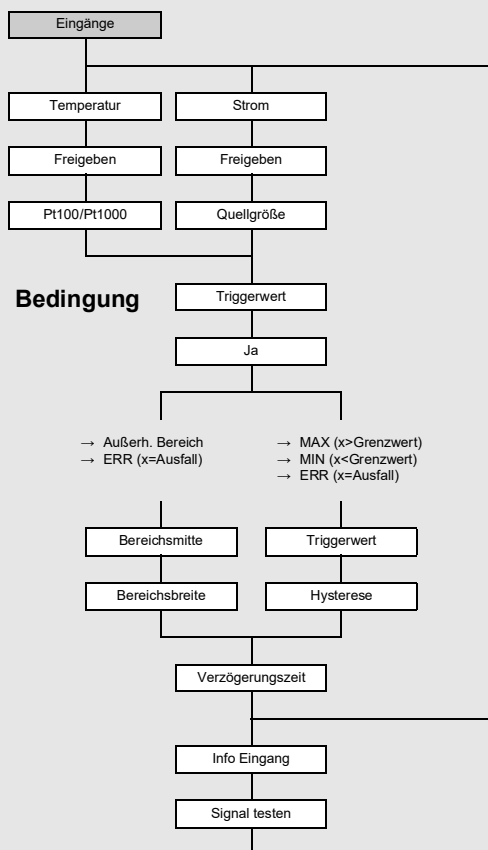 Eingänge
Temperatur
Strom
Freigeben
Freigeben
Pt100/Pt1000
Quellgröße
Bedingung
Triggerwert
Ja
→ Außerh. Bereich
→ ERR (x=Ausfall)
→ MAX (x>Grenzwert)
→ MIN (x<Grenzwert)
→ ERR (x=Ausfall)
Bereichsmitte
Triggerwert
Bereichsbreite
Hysterese
Verzögerungszeit
Info Eingang
Signal testen